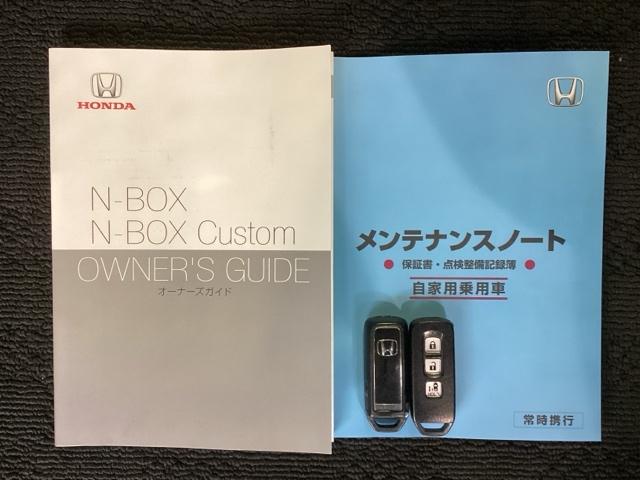 HONDA
N-BOX
N-BOX Custom
OWNER'S GUIDE
オーナーズガイド
メンテナンスノート
● 保証書・点検整備記録簿 ●
自家用乗用車
常時携行